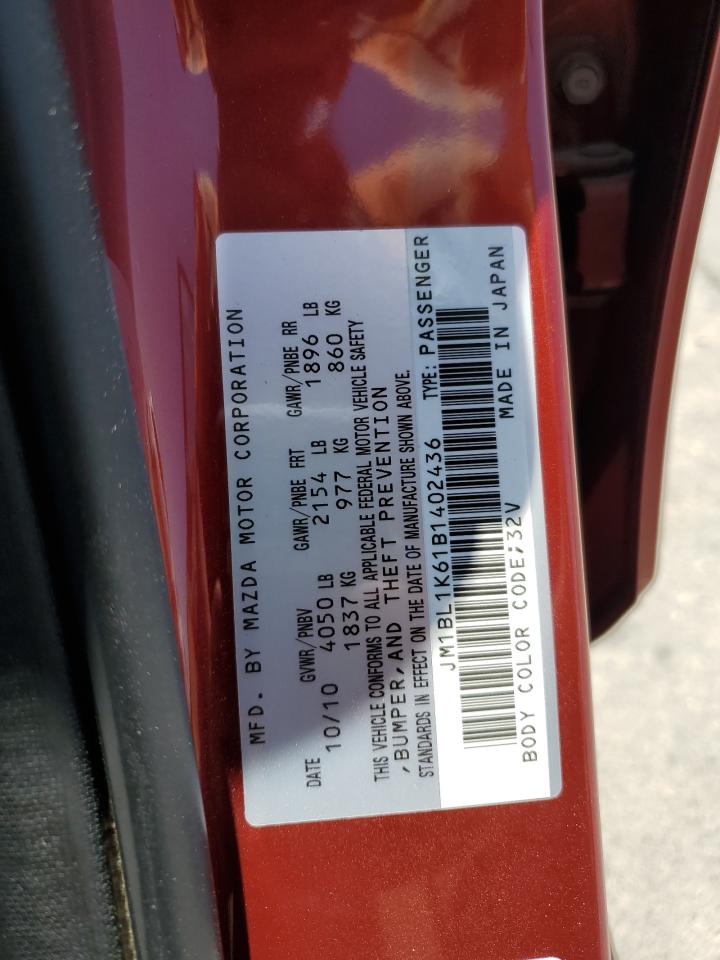 MFD. BY MAZDA MOTOR CORPORATION
DATE GVWR/PNBV GAWR/PNBE FRT GAWR/PNBE RR
10/10 4050 LB 2154 LB 1896 LB
1837 KG 977 KG 860 KG
THIS VEHICLE CONFORMS TO ALL APPLICABLE FEDERAL MOTOR VEHICLE SAFETY
,BUMPER,AND THEFT PREVENTION
STANDARDS IN EFFECT ON THE DATE OF MANUFACTURE SHOWN ABOVE.
JM1BL1K61B1402436 TYPE: PASSENGER
BODY COLOR CODE:32V MADE IN JAPAN